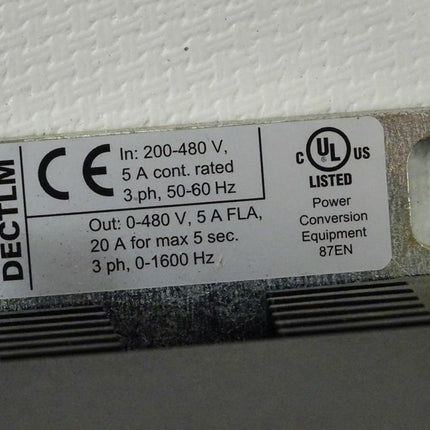 DECTLM
CE
In: 200-480 V,
5 A cont. rated
3 ph, 50-60 Hz
Out: 0-480 V, 5 A FLA,
20 A for max 5 sec.
3 ph, 0-1600 Hz
C UL US
LISTED
Power
Conversion
Equipment
87EN